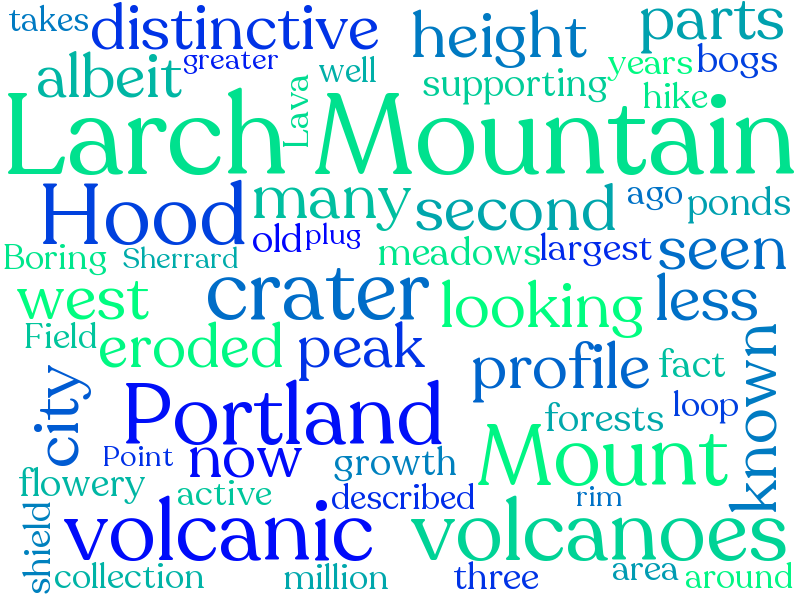 takes distinctive height parts
albeit greater well supporting years bogs
hike
Larch Lava Mountain
Hood many second ago ponds
old plug
Boring Sherrard meadows largest seen
west crater looking less
Field eroded peak
city profile fact known
Portland forests loop
Point now growth Mount
flowery active described rim
shield volcanic volcanoes
collection million three area around